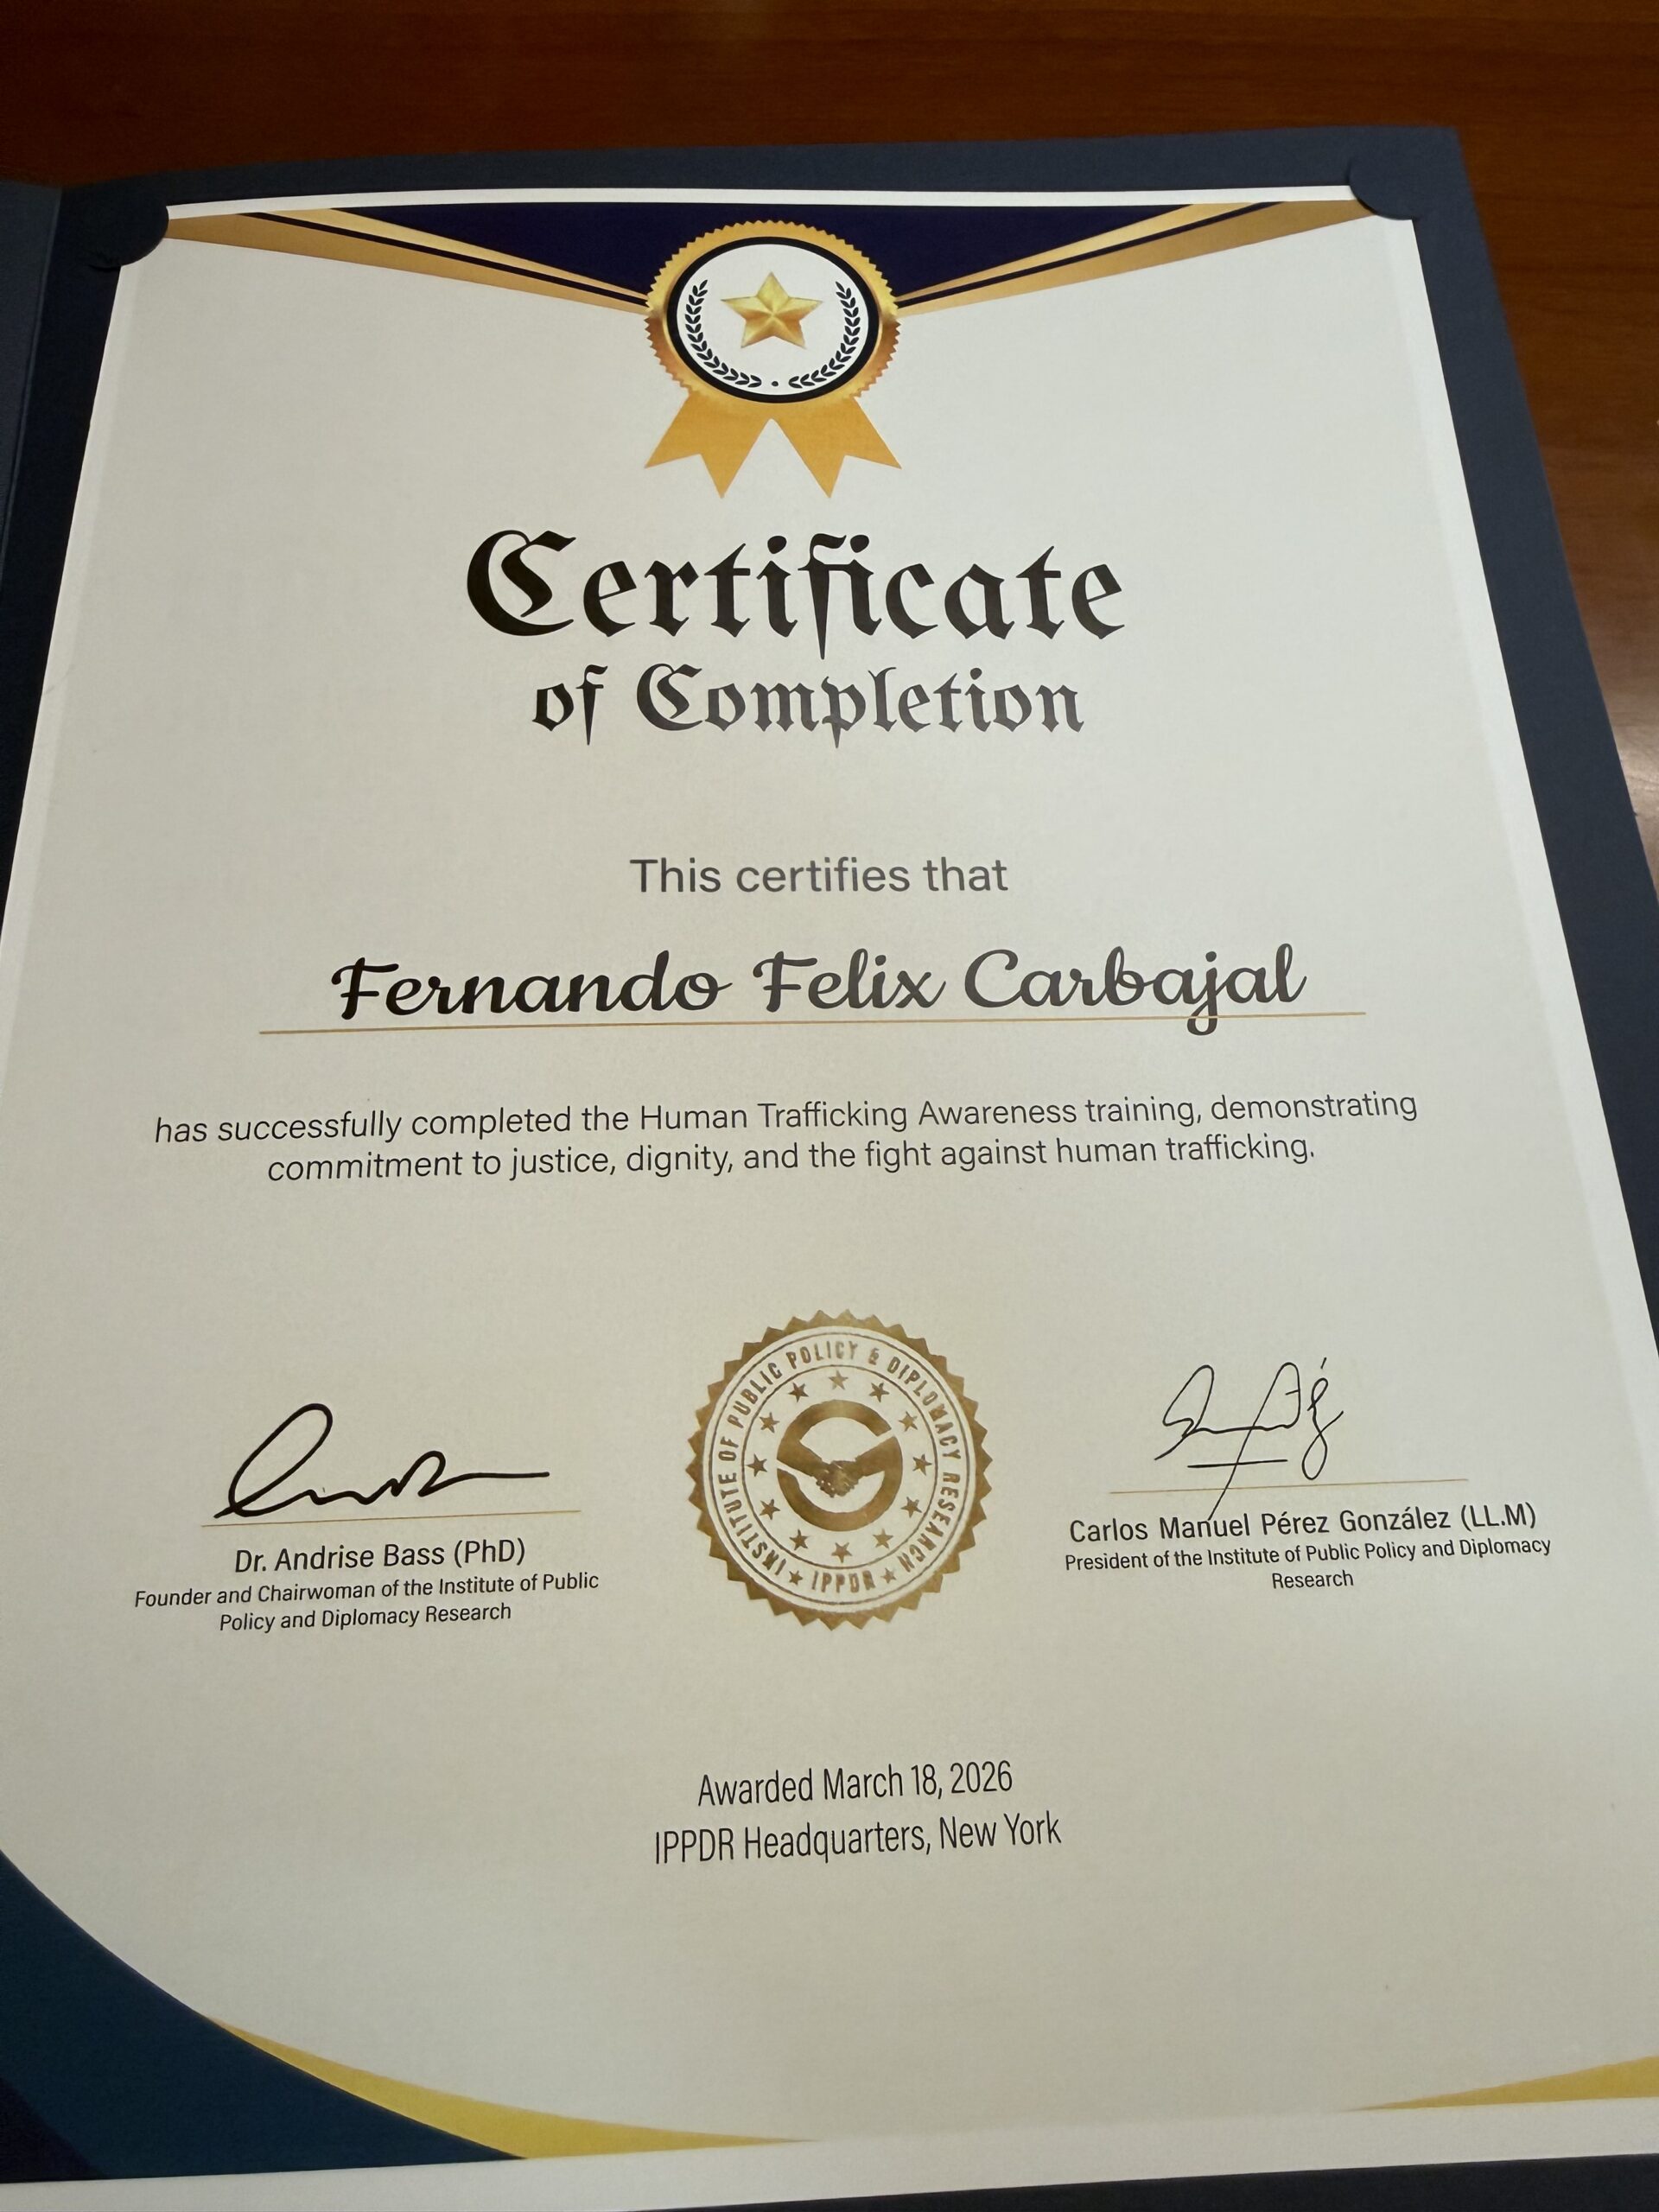 Certificate
of Completion
This certifies that
Fernando Felix Carbajal
has successfully completed the Human Trafficking Awareness training, demonstrating
commitment to justice, dignity, and the fight against human trafficking.
Dr. Andrise Bass (PhD)
Founder and Chairwoman of the Institute of Public
Policy and Diplomacy Research
INSTITUTE OF PUBLIC POLICY & DIPLOMACY RESEARCH
IPPDR
Carlos Manuel Pérez González (LL.M)
President of the Institute of Public Policy and Diplomacy
Research
Awarded March 18, 2026
IPPDR Headquarters, New York